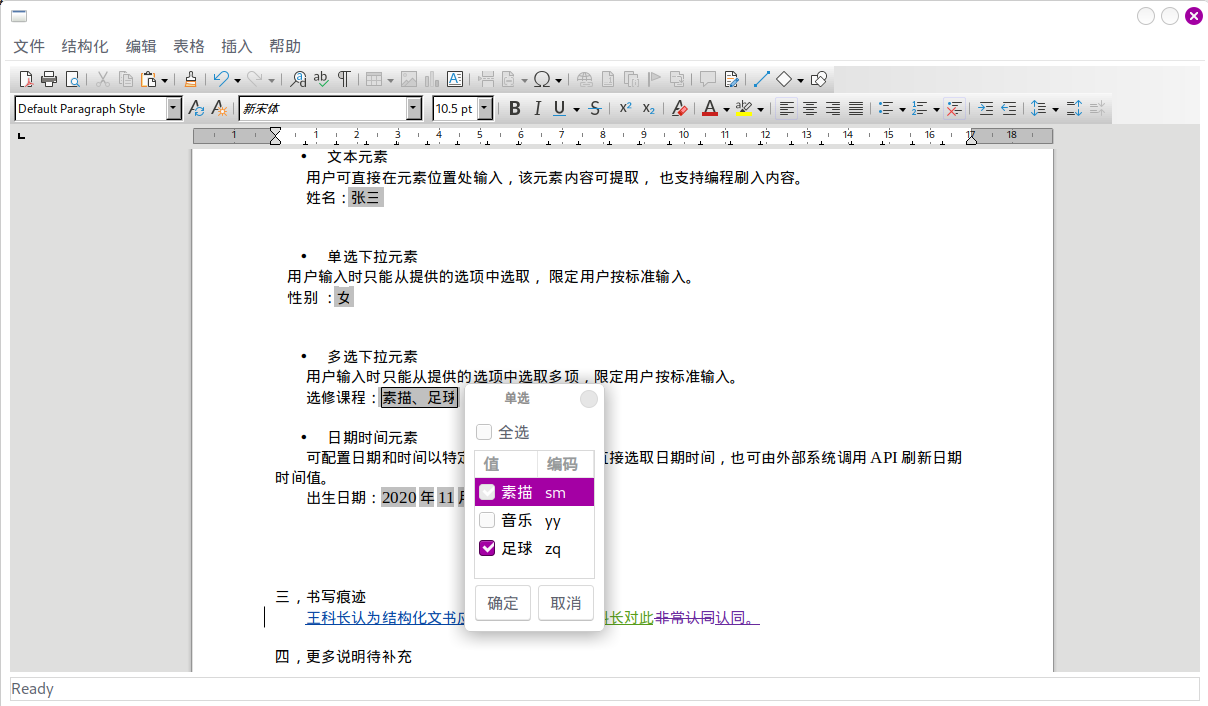 文件 结构化 编辑 表格 插入 帮助
Default Paragraph Style 新宋体 10.5 pt B I U S X² X₂
1 1 2 3 4 5 6 7 8 9 10 11 12 13 14 15 16 17 18
• 文本元素
用户可直接在元素位置处输入，该元素内容可提取， 也支持编程刷入内容。
姓名：张三
• 单选下拉元素
用户输入时只能从提供的选项中选取， 限定用户按标准输入。
性别 ：女
• 多选下拉元素
用户输入时只能从提供的选项中选取多项，限定用户按标准输入。
选修课程：素描、足球
• 日期时间元素
可配置日期和时间以特定
直接选取日期时间，也可由外部系统调用 API 刷新日期
时间值。
出生日期：2020 年 11 月
单选
全选
值 编码
素描 sm
音乐 yy
足球 zq
确定 取消
三，书写痕迹
王科长认为结构化文书应
科长对此非常认同认同。
四，更多说明待补充
Ready